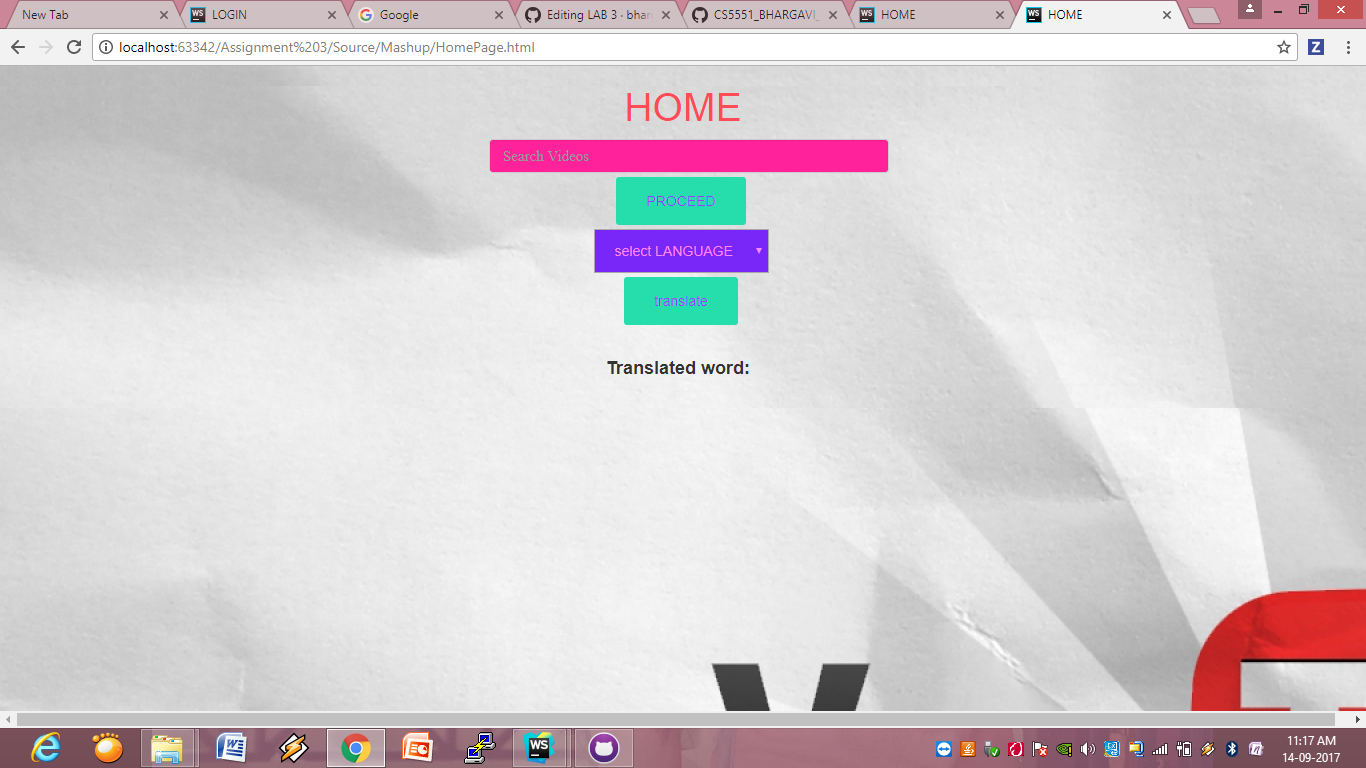 New Tab
LOGIN
Google
Editing LAB 3 - bhar
CS5551_BHARGAVI_
HOME
HOME
localhost:63342/Assignment%203/Source/Mashup/HomePage.html
HOME
Search Videos
PROCEED
select LANGUAGE
translate
Translated word:
11:17 AM
14-09-2017